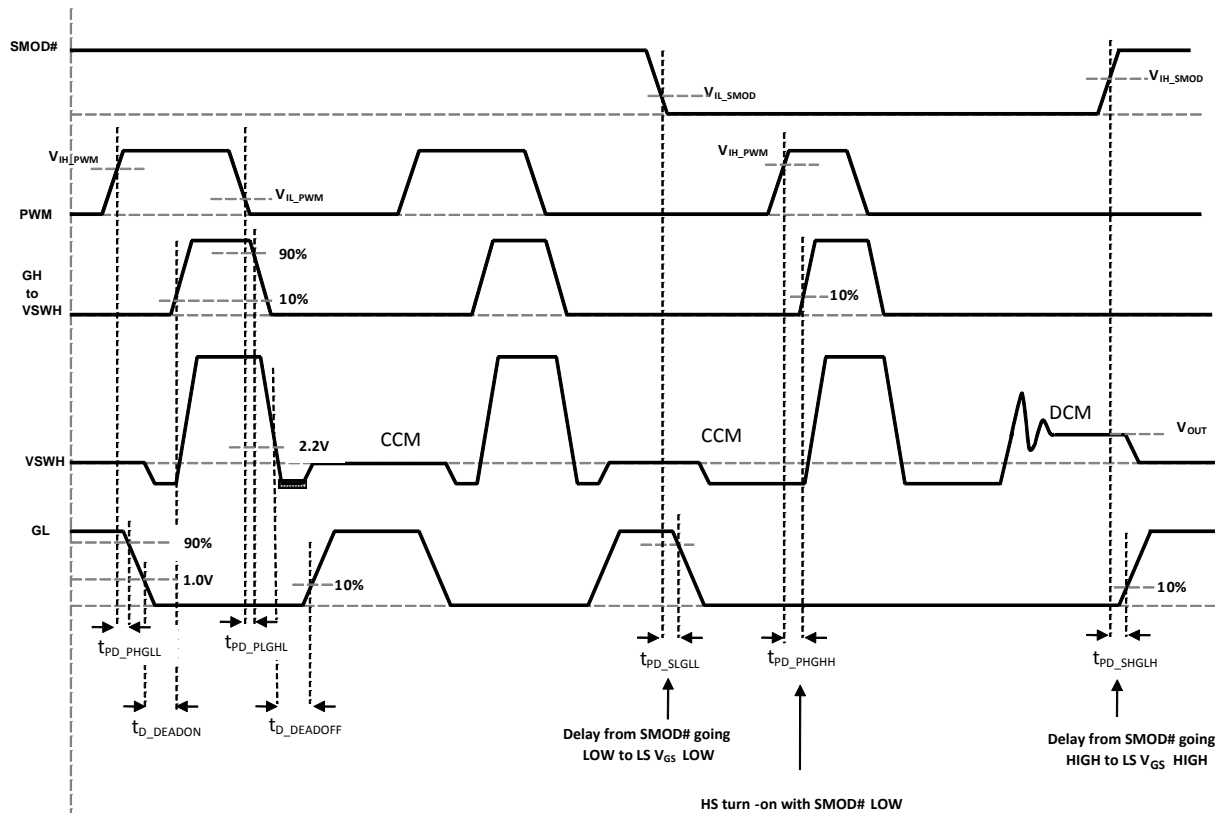 SMOD#
V_IL_SMOD
V_IH_SMOD
V_IH_PWM
V_IL_PWM
V_IH_PWM
PWM
90%
GH
to
VSWH
10%
10%
2.2V
CCM
CCM
DCM
V_OUT
VSWH
GL
90%
1.0V
10%
10%
t_PD_PHGLL
t_PD_PLGHL
t_PD_SLGLL
t_PD_PHGHH
t_PD_SHGLH
t_D_DEADON
t_D_DEADOFF
Delay from SMOD# going
LOW to LS V_GS LOW
Delay from SMOD# going
HIGH to LS V_GS HIGH
HS turn -on with SMOD# LOW